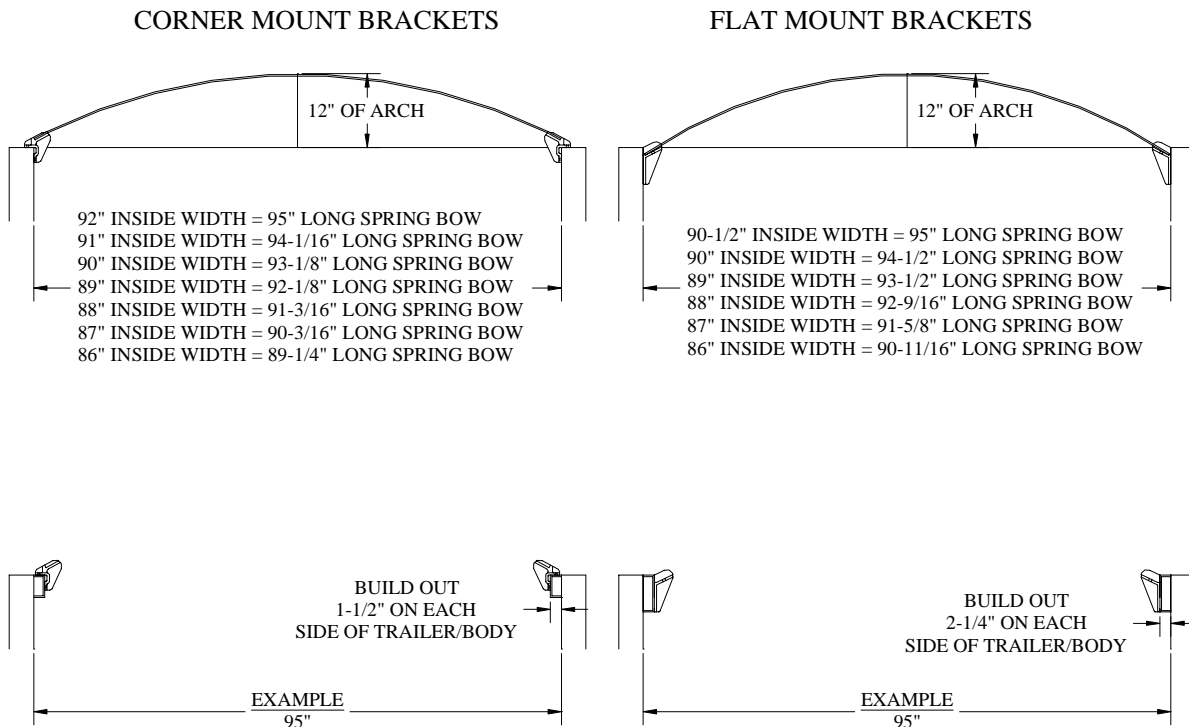 CORNER MOUNT BRACKETS
12" OF ARCH
92" INSIDE WIDTH = 95" LONG SPRING BOW
91" INSIDE WIDTH = 94-1/16" LONG SPRING BOW
90" INSIDE WIDTH = 93-1/8" LONG SPRING BOW
89" INSIDE WIDTH = 92-1/8" LONG SPRING BOW
88" INSIDE WIDTH = 91-3/16" LONG SPRING BOW
87" INSIDE WIDTH = 90-3/16" LONG SPRING BOW
86" INSIDE WIDTH = 89-1/4" LONG SPRING BOW
BUILD OUT
1-1/2" ON EACH
SIDE OF TRAILER/BODY
EXAMPLE
95"
FLAT MOUNT BRACKETS
12" OF ARCH
90-1/2" INSIDE WIDTH = 95" LONG SPRING BOW
90" INSIDE WIDTH = 94-1/2" LONG SPRING BOW
89" INSIDE WIDTH = 93-1/2" LONG SPRING BOW
88" INSIDE WIDTH = 92-9/16" LONG SPRING BOW
87" INSIDE WIDTH = 91-5/8" LONG SPRING BOW
86" INSIDE WIDTH = 90-11/16" LONG SPRING BOW
BUILD OUT
2-1/4" ON EACH
SIDE OF TRAILER/BODY
EXAMPLE
95"